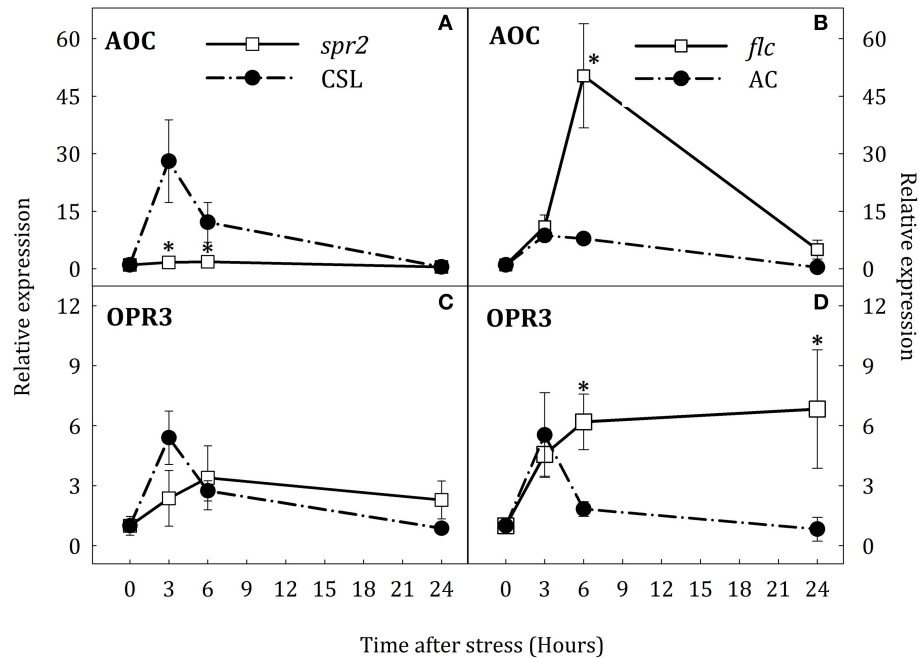 A
AOC
spr2
CSL
60
45
30
15
0
*
*
B
AOC
flc
AC
*
60
45
30
15
0
Relative expressison
Relative expression
C
OPR3
12
9
6
3
0
0 3 6 9 12 15 18 21 24
D
OPR3
*
*
12
9
6
3
0
0 3 6 9 12 15 18 21 24
Time after stress (Hours)